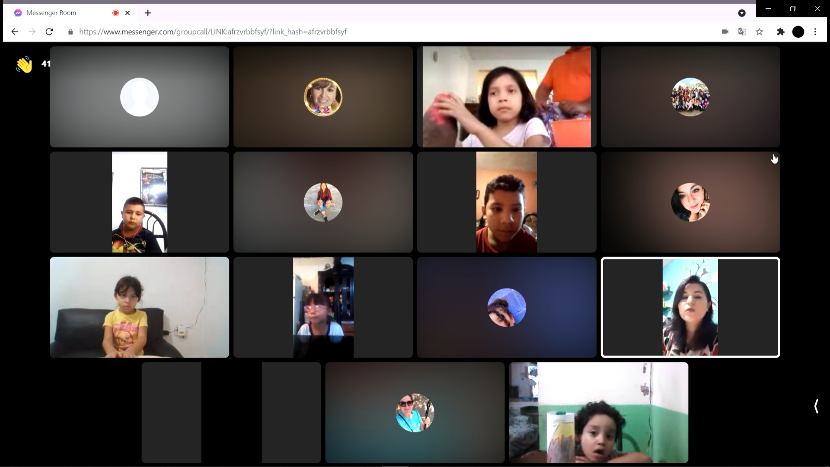 Messenger Room
https://www.messenger.com/groupcall/LINK:afrzvrbbfsyf/?link_hash=afrzvrbbfsyf
41